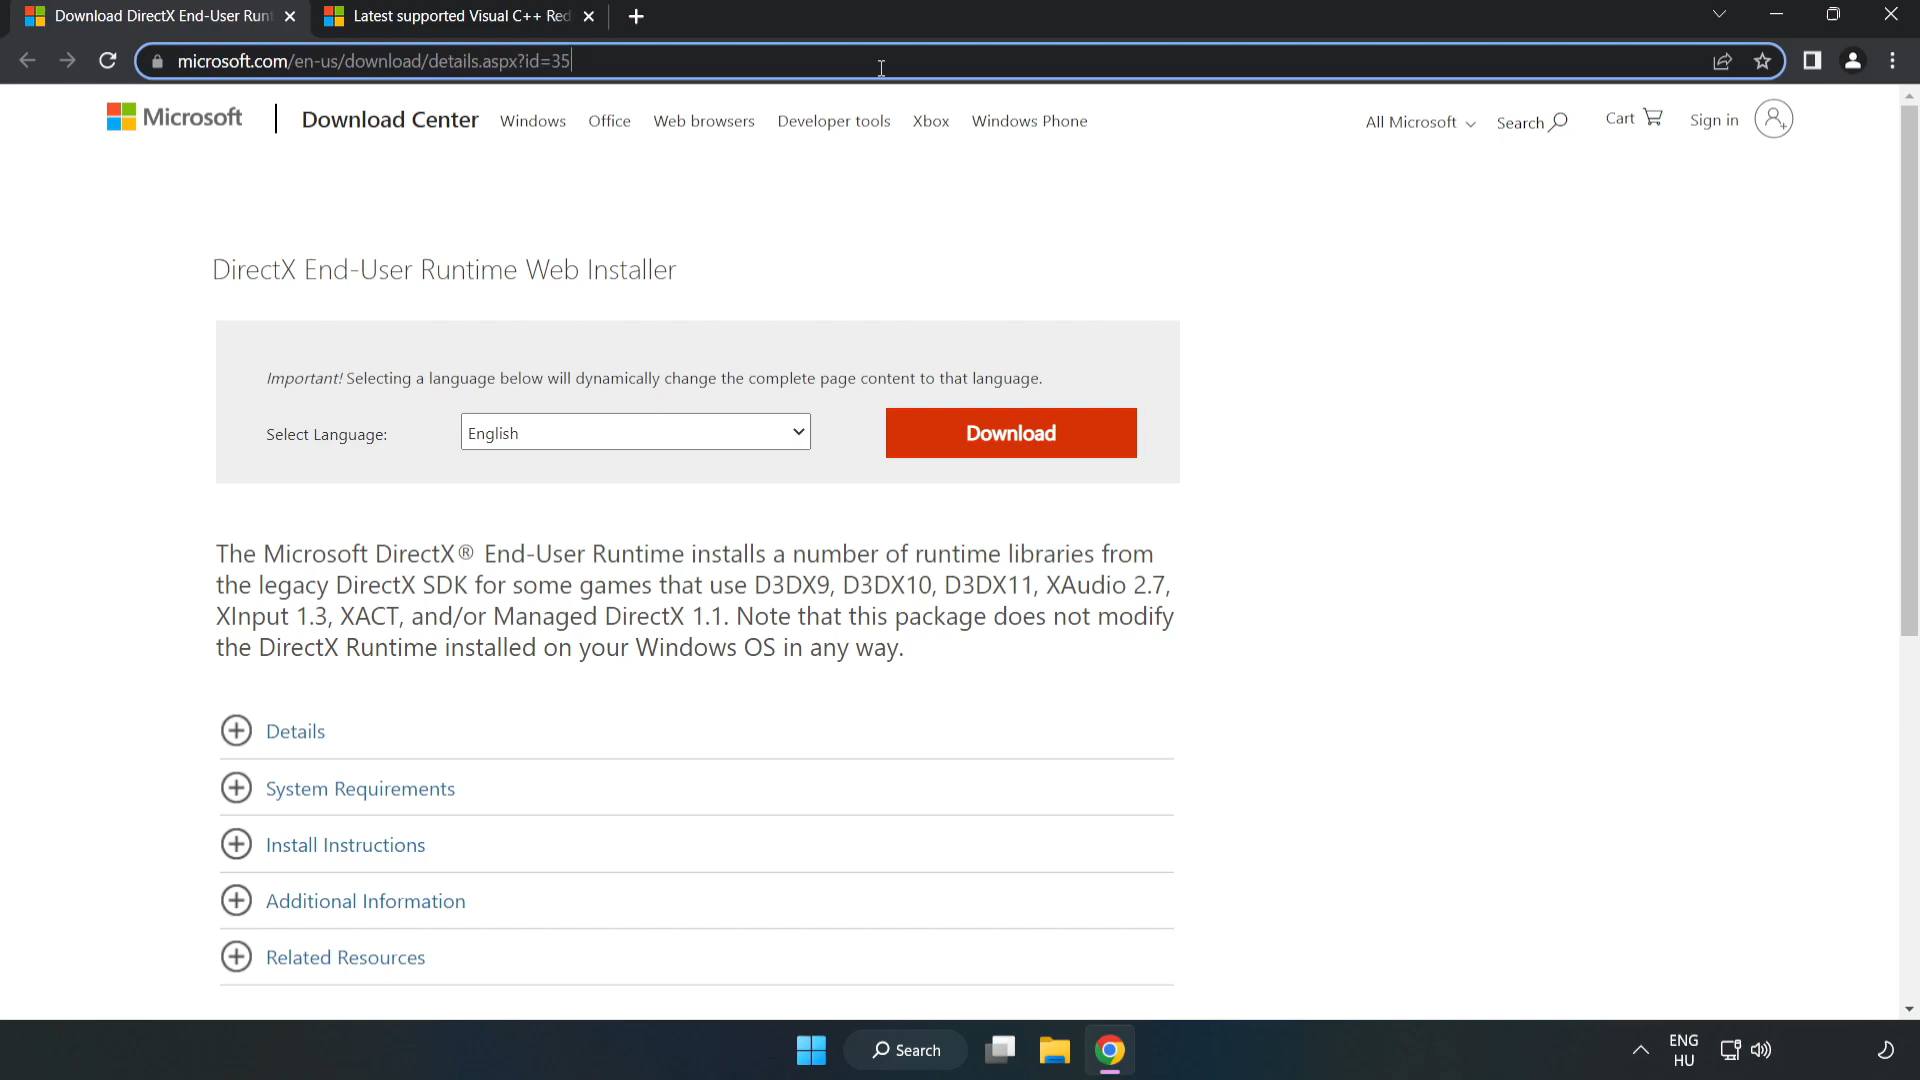 Download DirectX End-User Runt
Latest supported Visual C++ Red
microsoft.com/en-us/download/details.aspx?id=35
Microsoft
Download Center
Windows
Office
Web browsers
Developer tools
Xbox
Windows Phone
All Microsoft
Search
Cart
Sign in
DirectX End-User Runtime Web Installer
Important! Selecting a language below will dynamically change the complete page content to that language.
Select Language:
English
Download
The Microsoft DirectX® End-User Runtime installs a number of runtime libraries from
the legacy DirectX SDK for some games that use D3DX9, D3DX10, D3DX11, XAudio 2.7,
XInput 1.3, XACT, and/or Managed DirectX 1.1. Note that this package does not modify
the DirectX Runtime installed on your Windows OS in any way.
Details
System Requirements
Install Instructions
Additional Information
Related Resources
Search
ENG
HU